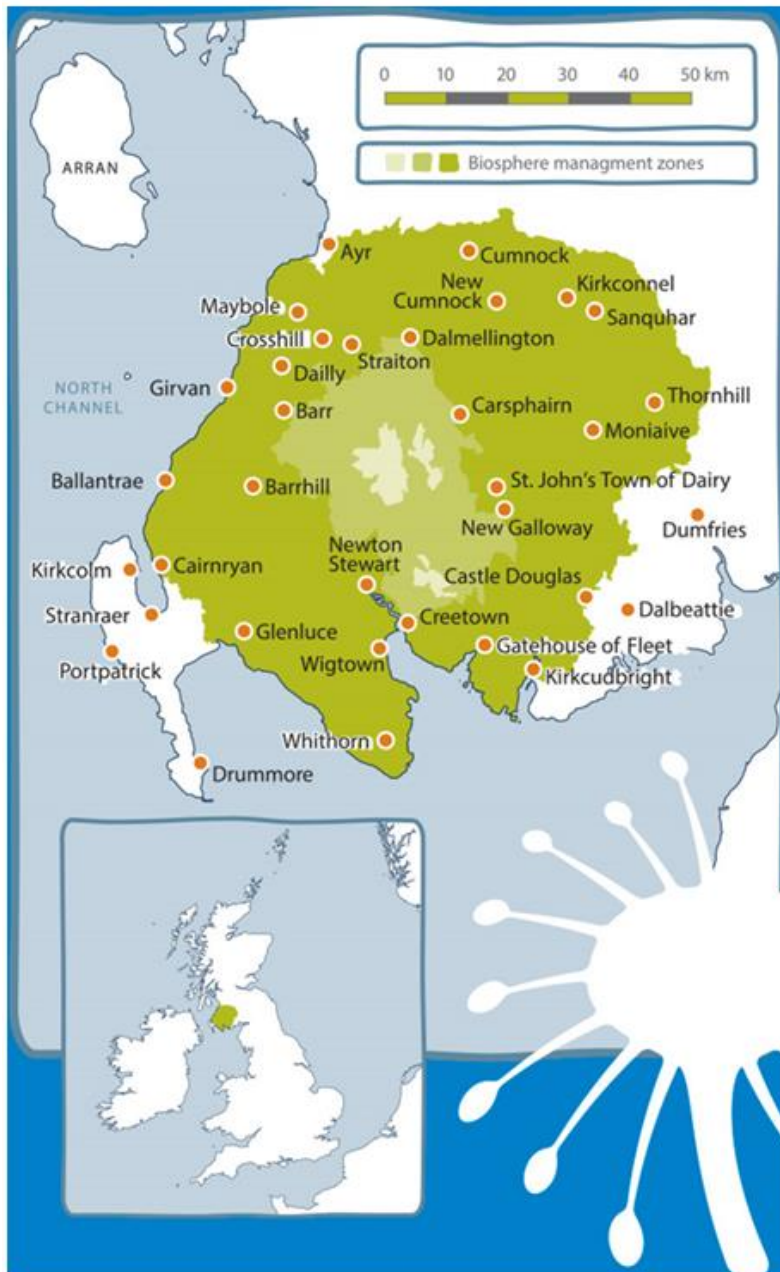 0 10 20 30 40 50 km
Biosphere managment zones
ARRAN
Ayr
Cumnock
New
Cumnock
Kirkconnel
Sanquhar
Maybole
Crosshill
Straiton
Dalmellington
Dailly
NORTH
CHANNEL
Girvan
Barr
Carsphairn
Thornhill
Moniaive
Ballantrae
Barrhill
St. John's Town of Dairy
New Galloway
Dumfries
Newton
Stewart
Castle Douglas
Kirkcolm
Cairnryan
Stranraer
Dalbeattie
Glenluce
Creetown
Wigtown
Gatehouse of Fleet
Portpatrick
Kirkcudbright
Whithorn
Drummore